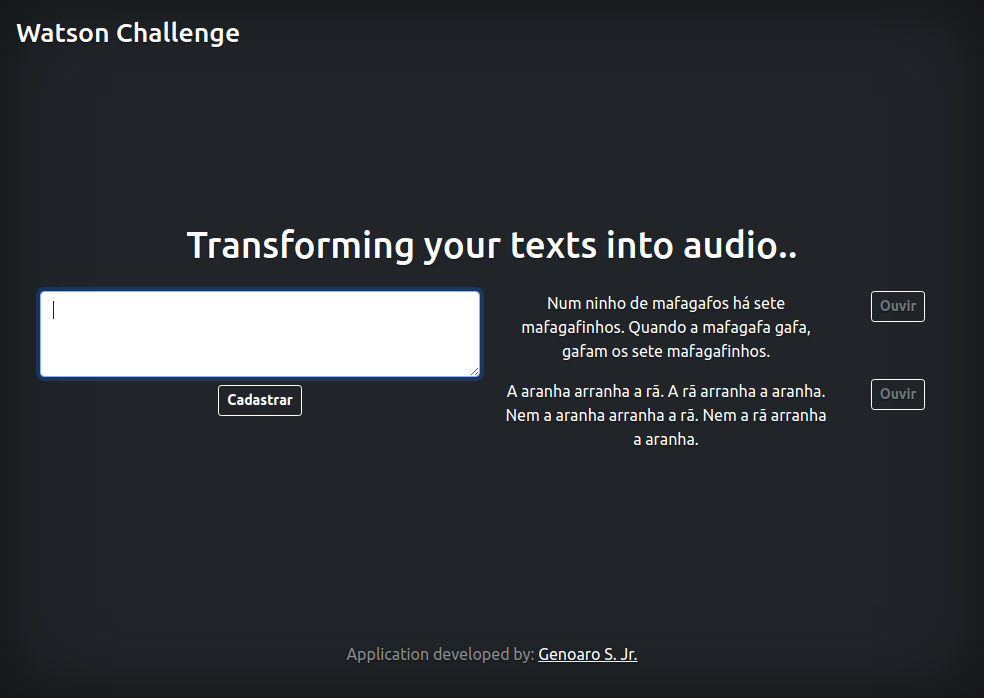 Watson Challenge
Transforming your texts into audio..
Cadastrar
Num ninho de mafagafos há sete
mafagafinhos. Quando a mafagafa gafa,
gafam os sete mafagafinhos.
Ouvir
A aranha arranha a rã. A rã arranha a aranha.
Nem a aranha arranha a rã. Nem a rã arranha
a aranha.
Ouvir
Application developed by: Genoaro S. Jr.